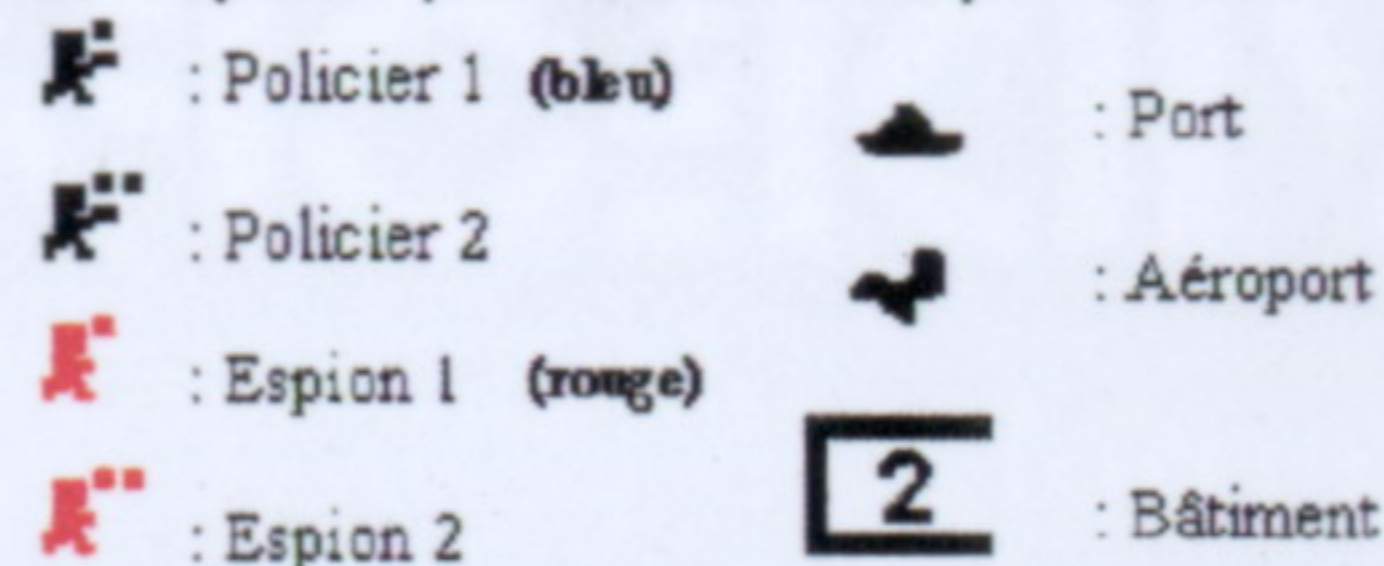 : Policier 1 (bleu)
: Policier 2
: Espion 1 (rouge)
: Espion 2
: Port
: Aéroport
2 : Bâtiment